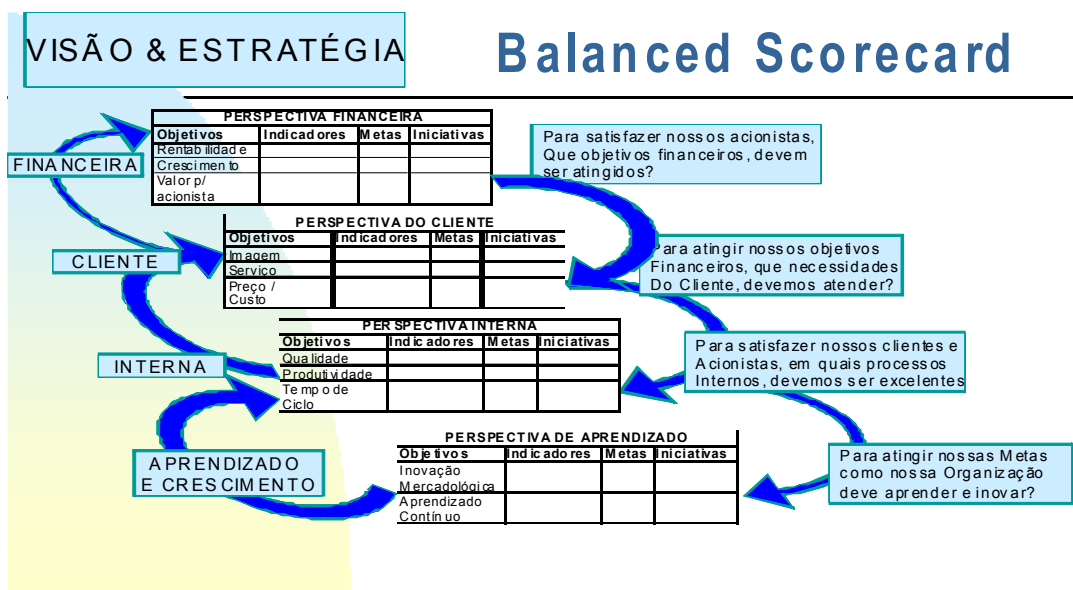 VISÃO & ESTRATÉGIA
Balanced Scorecard
PERSPECTIVA FINANCEIRA
Objetivos Indicadores Metas Iniciativas
Rentabilidade
Crescimento
Valor p/
acionista
FINANCEIRA
Para satisfazer nossos acionistas,
Que objetivos financeiros, devem
ser atingidos?
PERSPECTIVA DO CLIENTE
Objetivos Indicadores Metas Iniciativas
Imagem
Serviço
Preço /
Custo
CLIENTE
Para atingir nossos objetivos
Financeiros, que necessidades
Do Cliente, devemos atender?
PERSPECTIVA INTERNA
Objetivos Indicadores Metas Iniciativas
Qualidade
Produtividade
Tempo de
Ciclo
INTERNA
Para satisfazer nossos clientes e
Acionistas, em quais processos
Internos, devemos ser excelentes
PERSPECTIVA DE APRENDIZADO
Objetivos Indicadores Metas Iniciativas
Inovação
Mercadológica
Aprendizado
Contínuo
APRENDIZADO
E CRESCIMENTO
Para atingir nossas Metas
como nossa Organização
deve aprender e inovar?